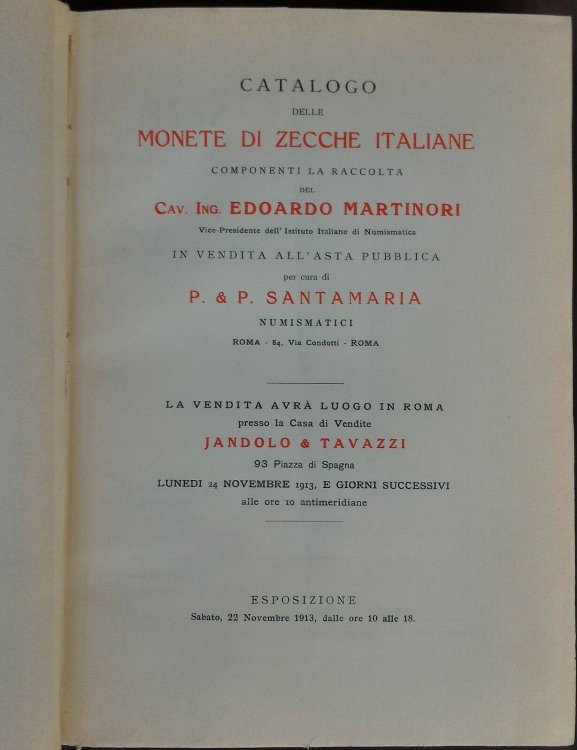 CATALOGO
DELLE
MONETE DI ZECCHE ITALIANE
COMPONENTI LA RACCOLTA
DEL
CAV. ING. EDOARDO MARTINORI
Vice-Presidente dell' Istituto Italiano di Numismatica
IN VENDITA ALL'ASTA PUBBLICA
per cura di
P. & P. SANTAMARIA
NUMISMATICI
ROMA - 84, Via Condotti - ROMA
LA VENDITA AVRÀ LUOGO IN ROMA
presso la Casa di Vendite
JANDOLO & TAVAZZI
93 Piazza di Spagna
LUNEDI 24 NOVEMBRE 1913, E GIORNI SUCCESSIVI
alle ore 10 antimeridiane
ESPOSIZIONE
Sabato, 22 Novembre 1913, dalle ore 10 alle 18.